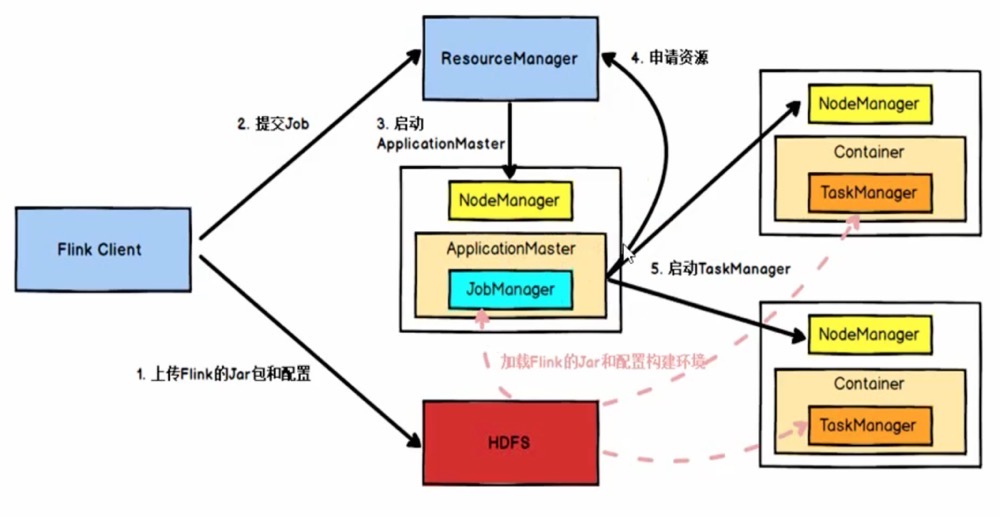 ResourceManager
4. 申请资源
2. 提交Job
3. 启动
ApplicationMaster
NodeManager
Container
TaskManager
NodeManager
ApplicationMaster
JobManager
Flink Client
5. 启动TaskManager
NodeManager
Container
TaskManager
加载Flink的Jar和配置构建环境
1. 上传Flink的Jar包和配置
HDFS